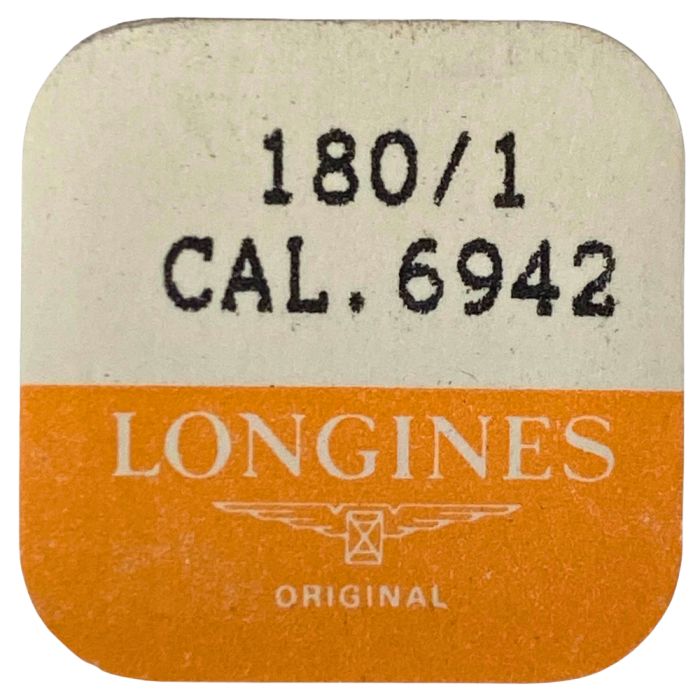 180/1
CAL. 6942
LONGINES
ORIGINAL